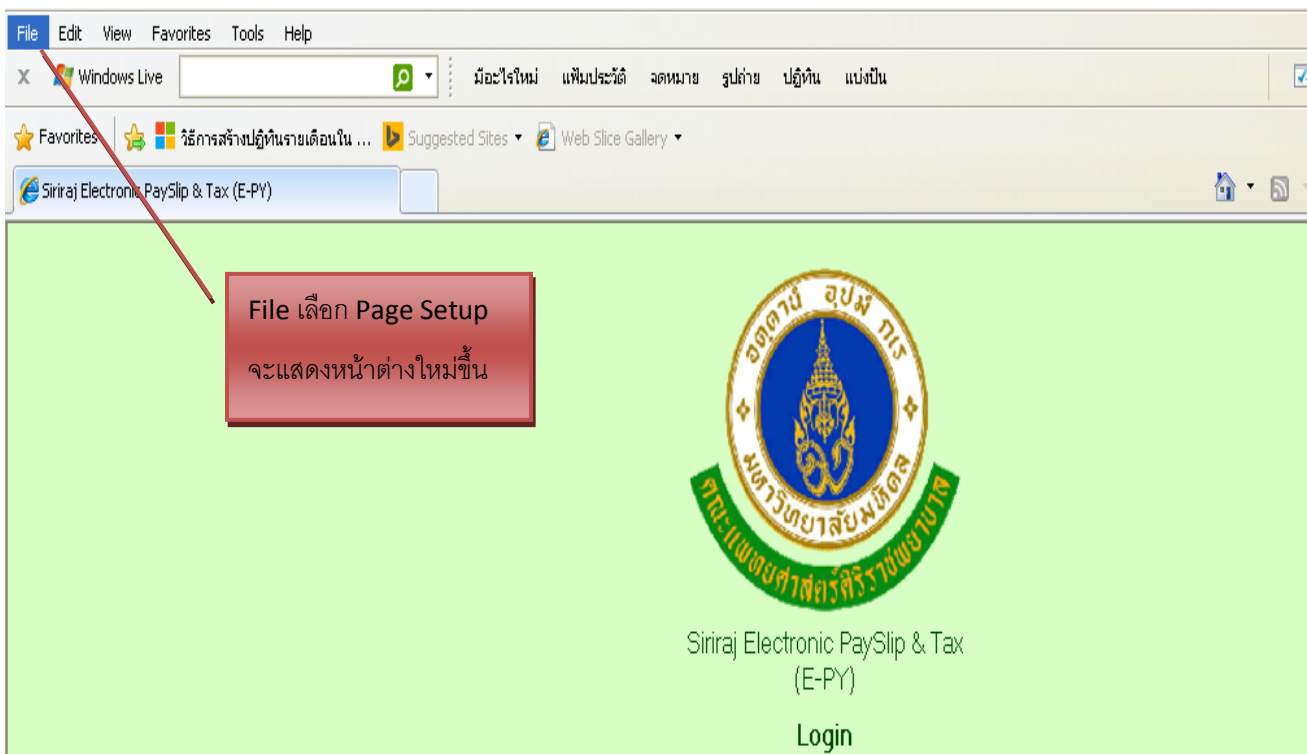 File Edit View Favorites Tools Help
X Windows Live มีอะไรใหม่ แฟ้มประวัติ จดหมาย รูปถ่าย ปฏิทิน แบ่งปัน
Favorites วิธีการสร้างปฏิทินรายเดือนใน ... Suggested Sites Web Slice Gallery
Siriraj Electronic PaySlip & Tax (E-PY)
File เลือก Page Setup
จะแสดงหน้าต่างใหม่ขึ้น
อตฺตานํ อุปมํ กเร
มหาวิทยาลัยมหิดล
คณะแพทยศาสตร์ศิริราชพยาบาล
Siriraj Electronic PaySlip & Tax
(E-PY)
Login